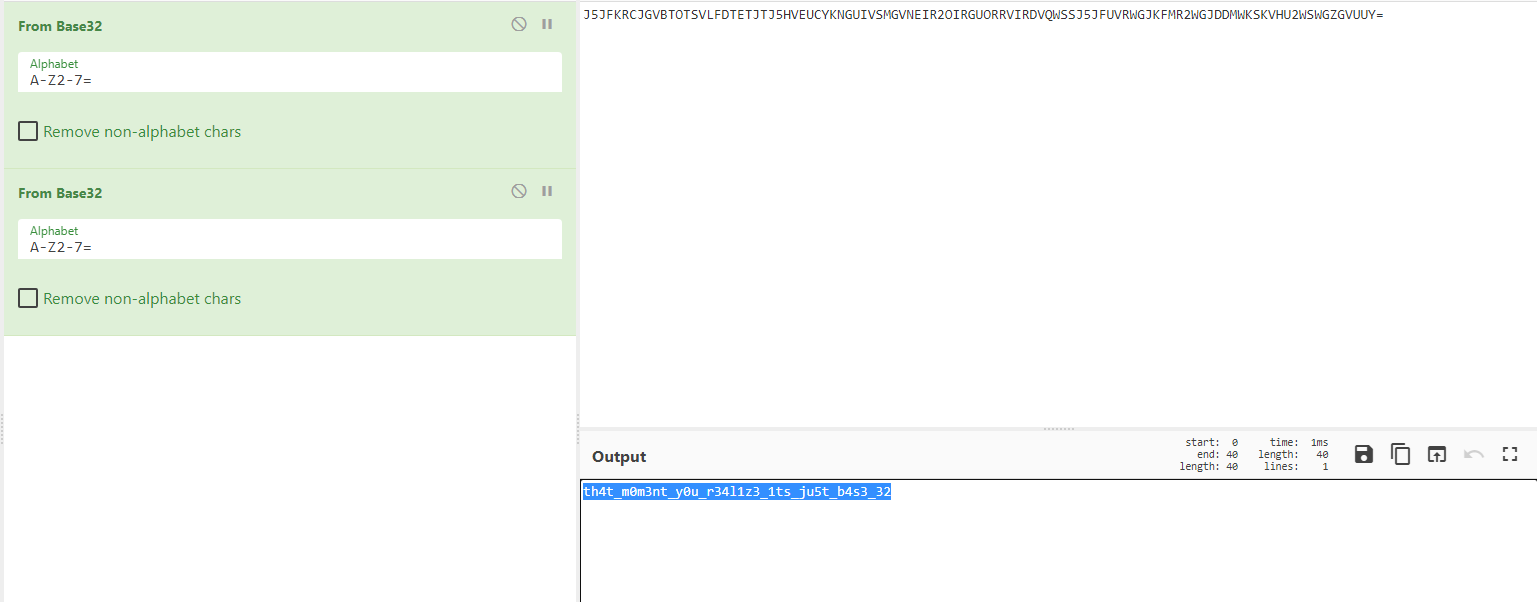 From Base32
Alphabet
A-Z2-7=
Remove non-alphabet chars
From Base32
Alphabet
A-Z2-7=
Remove non-alphabet chars
J5JFKRCJGVBTOTSVLFDTETJTJ5HVEUCYKNGUIVSMGVNEIR2OIRGUORRVIRDVQWSSJ5JFUVRWGJKFMR2WGJDDMWKSKVHU2WSWGZGVUUY=
Output
start: 0
end: 40
length: 40
time: 1ms
length: 40
lines: 1
th4t_m0m3nt_y0u_r34l1z3_1ts_ju5t_b4s3_32